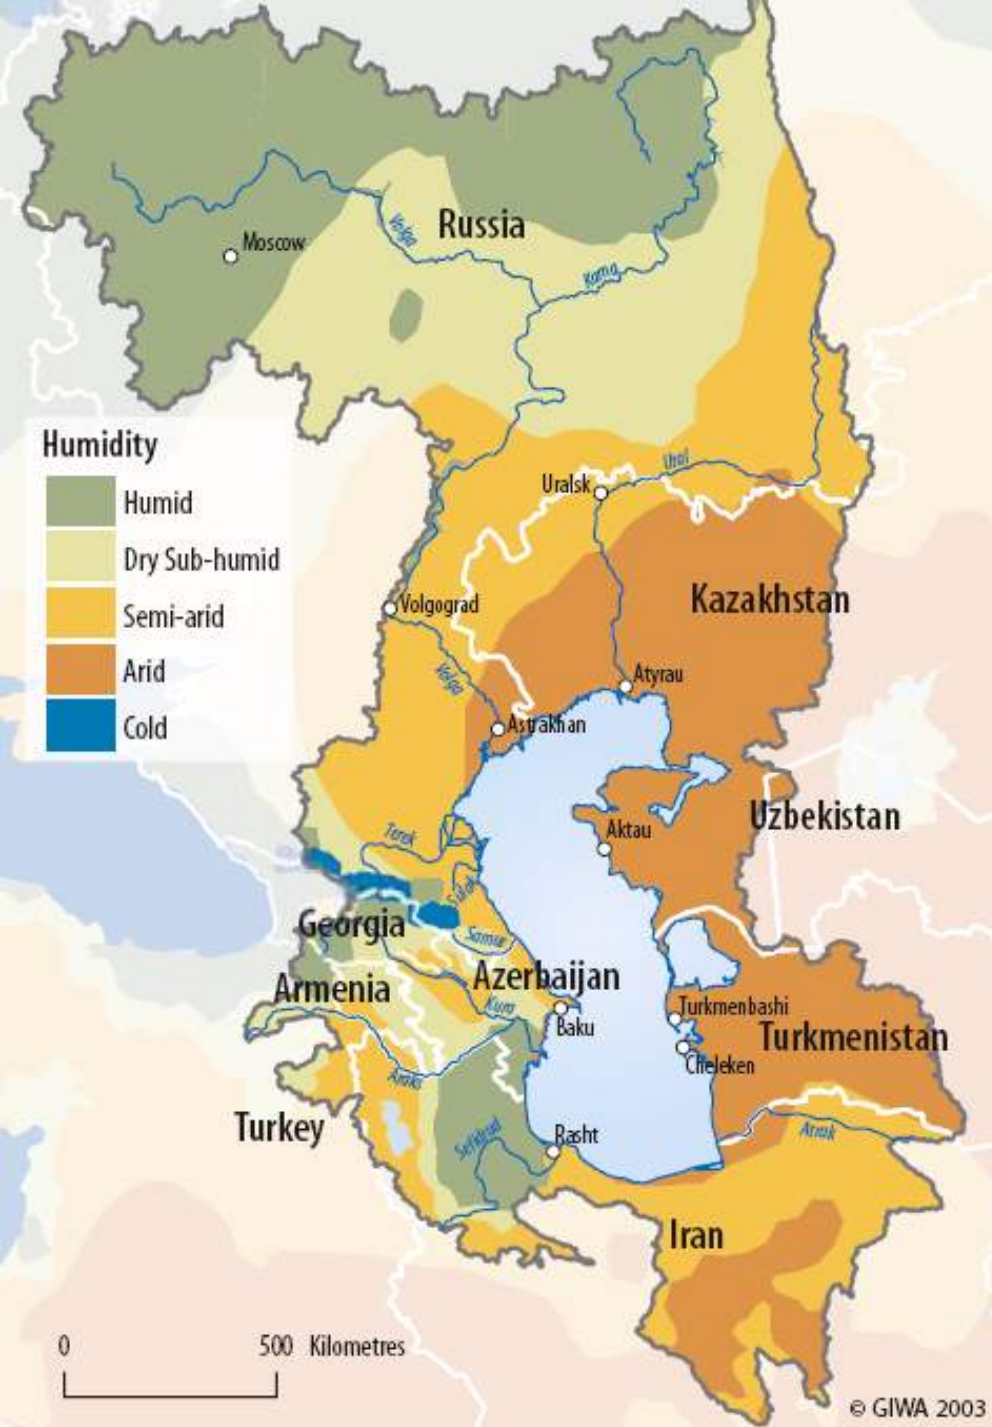 Moscow
Volga
Russia
Kama
Humidity
Humid
Dry Sub-humid
Semi-arid
Arid
Cold
Ural
Uralsk
Kazakhstan
Volgograd
Volga
Atyrau
Astrakhan
Uzbekistan
Aktau
Terek
Sulak
Georgia
Samur
Armenia
Azerbaijan
Kura
Baku
Turkmenbashi
Turkmenistan
Cheleken
Araks
Turkey
Sefidrud
Rasht
Atrak
Iran
0 500 Kilometres
© GIWA 2003